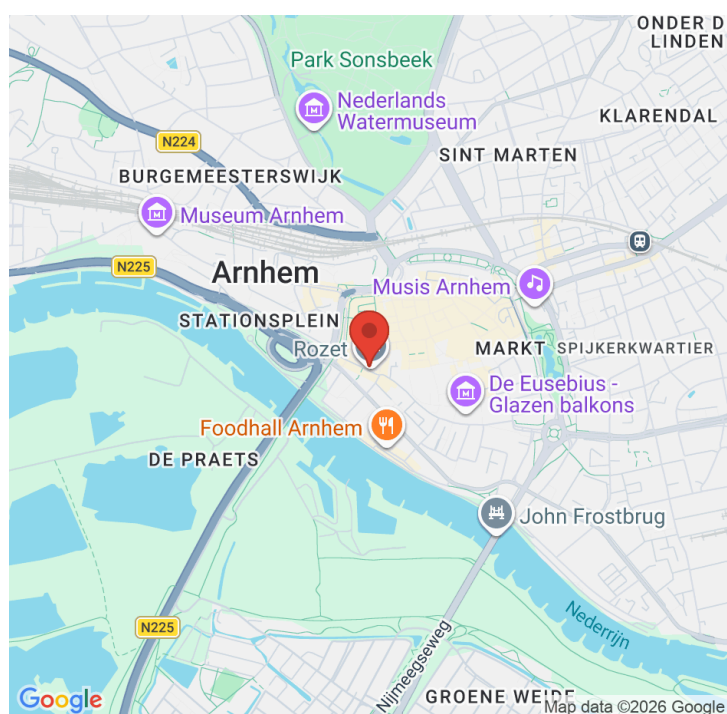 ONDER D
LINDEN
Park Sonsbeek
Nederlands
Watermuseum
KLARENDAL
N224
SINT MARTEN
BURGEMEESTERSWIJK
Museum Arnhem
N225
Arnhem
Musis Arnhem
STATIONSPLEIN
Rozet
MARKT
SPIJKERKWARTIER
De Eusebius -
Glazen balkons
Foodhall Arnhem
DE PRAETS
John Frostbrug
Nederrijn
N225
Nijmeegseweg
GROENE WEIDE
Google
Map data ©2026 Google